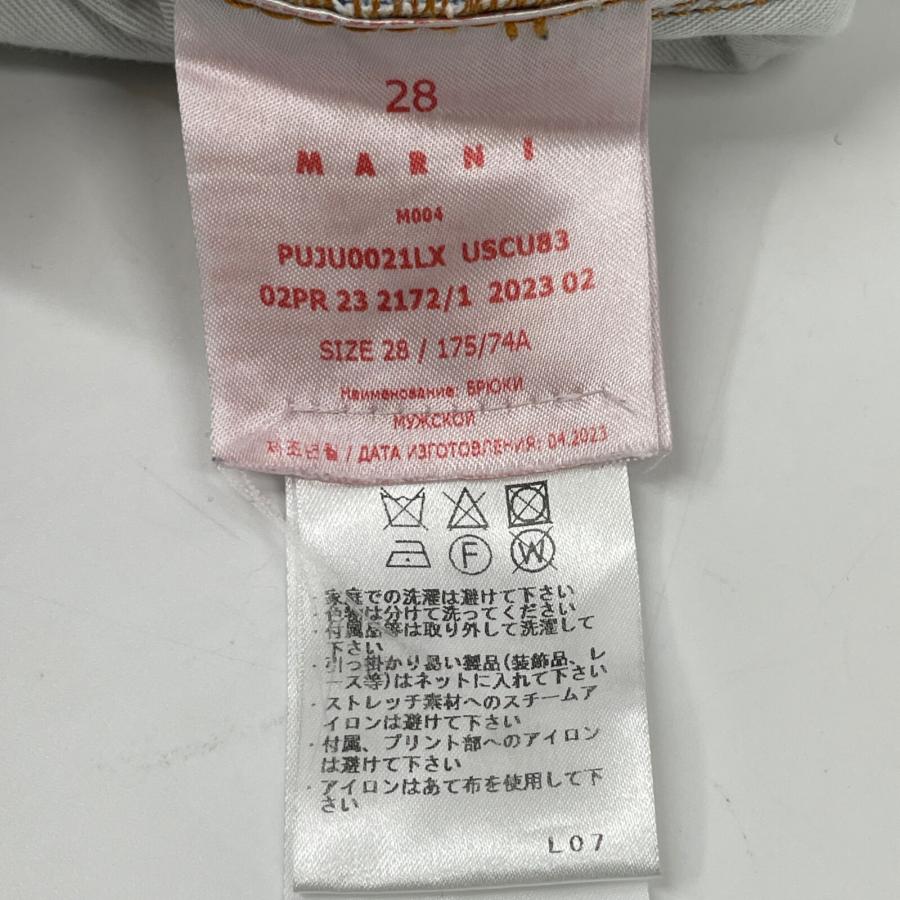 28
MARNI
M004
PUJU0021LX USCU83
02PR 23 2172/1 2023 02
SIZE 28 / 175/74A
Наименование: БРЮКИ
МУЖСКОЙ
제조년월 / ДАТА ИЗГОТОВЛЕНИЯ: 04.2023
F W
・家庭での洗濯は避けて下さい
・色物は分けて洗ってください
・付属品等は取り外して洗濯して
下さい
・引っ掛かり易い製品(装飾品、レ
ース等)はネットに入れて下さい
・ストレッチ素材へのスチームア
イロンは避けて下さい
・付属、プリント部へのアイロン
は避けて下さい
・アイロンはあて布を使用して下
さい
L07